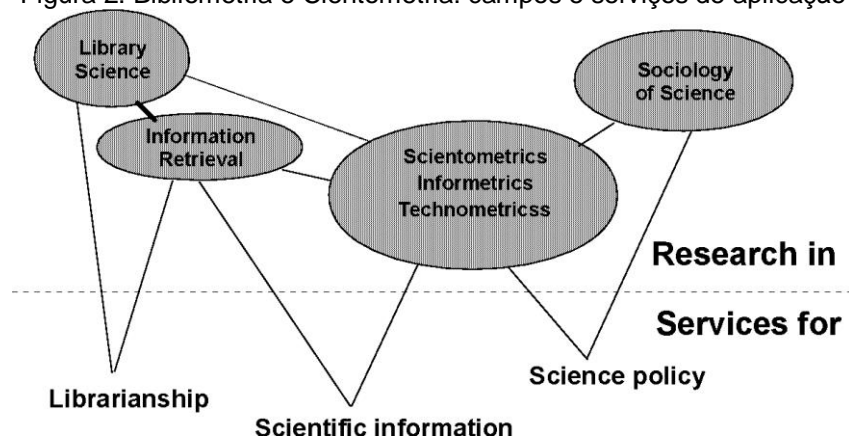 Figura 2. Bibliometria e Cientometria: campos e serviços de aplicação
Library
Science
Sociology
of Science
Information
Retrieval
Scientometrics
Informetrics
Technometricss
Research in
Services for
Science policy
Librarianship
Scientific information